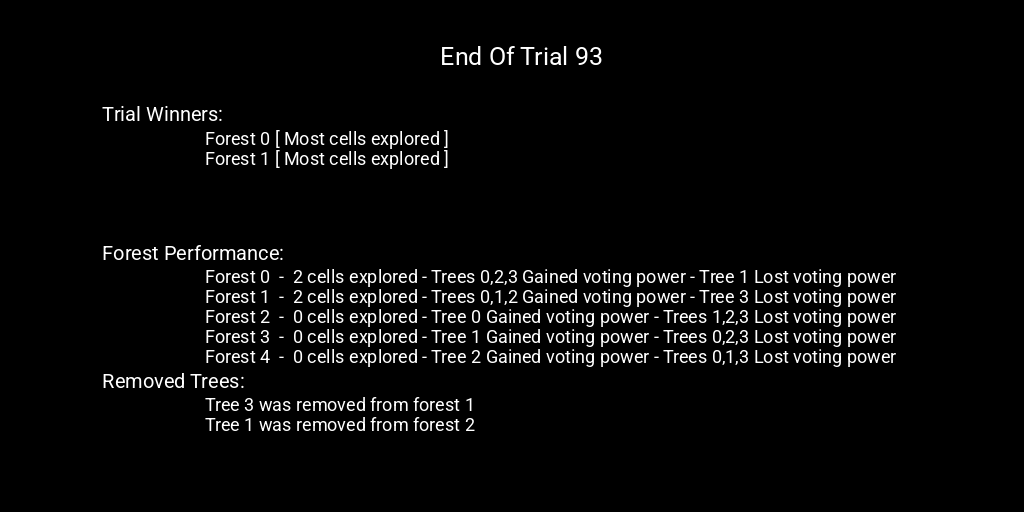 End Of Trial 93
Trial Winners:
Forest 0 [ Most cells explored ]
Forest 1 [ Most cells explored ]
Forest Performance:
Forest 0 - 2 cells explored - Trees 0,2,3 Gained voting power - Tree 1 Lost voting power
Forest 1 - 2 cells explored - Trees 0,1,2 Gained voting power - Tree 3 Lost voting power
Forest 2 - 0 cells explored - Tree 0 Gained voting power - Trees 1,2,3 Lost voting power
Forest 3 - 0 cells explored - Tree 1 Gained voting power - Trees 0,2,3 Lost voting power
Forest 4 - 0 cells explored - Tree 2 Gained voting power - Trees 0,1,3 Lost voting power
Removed Trees:
Tree 3 was removed from forest 1
Tree 1 was removed from forest 2